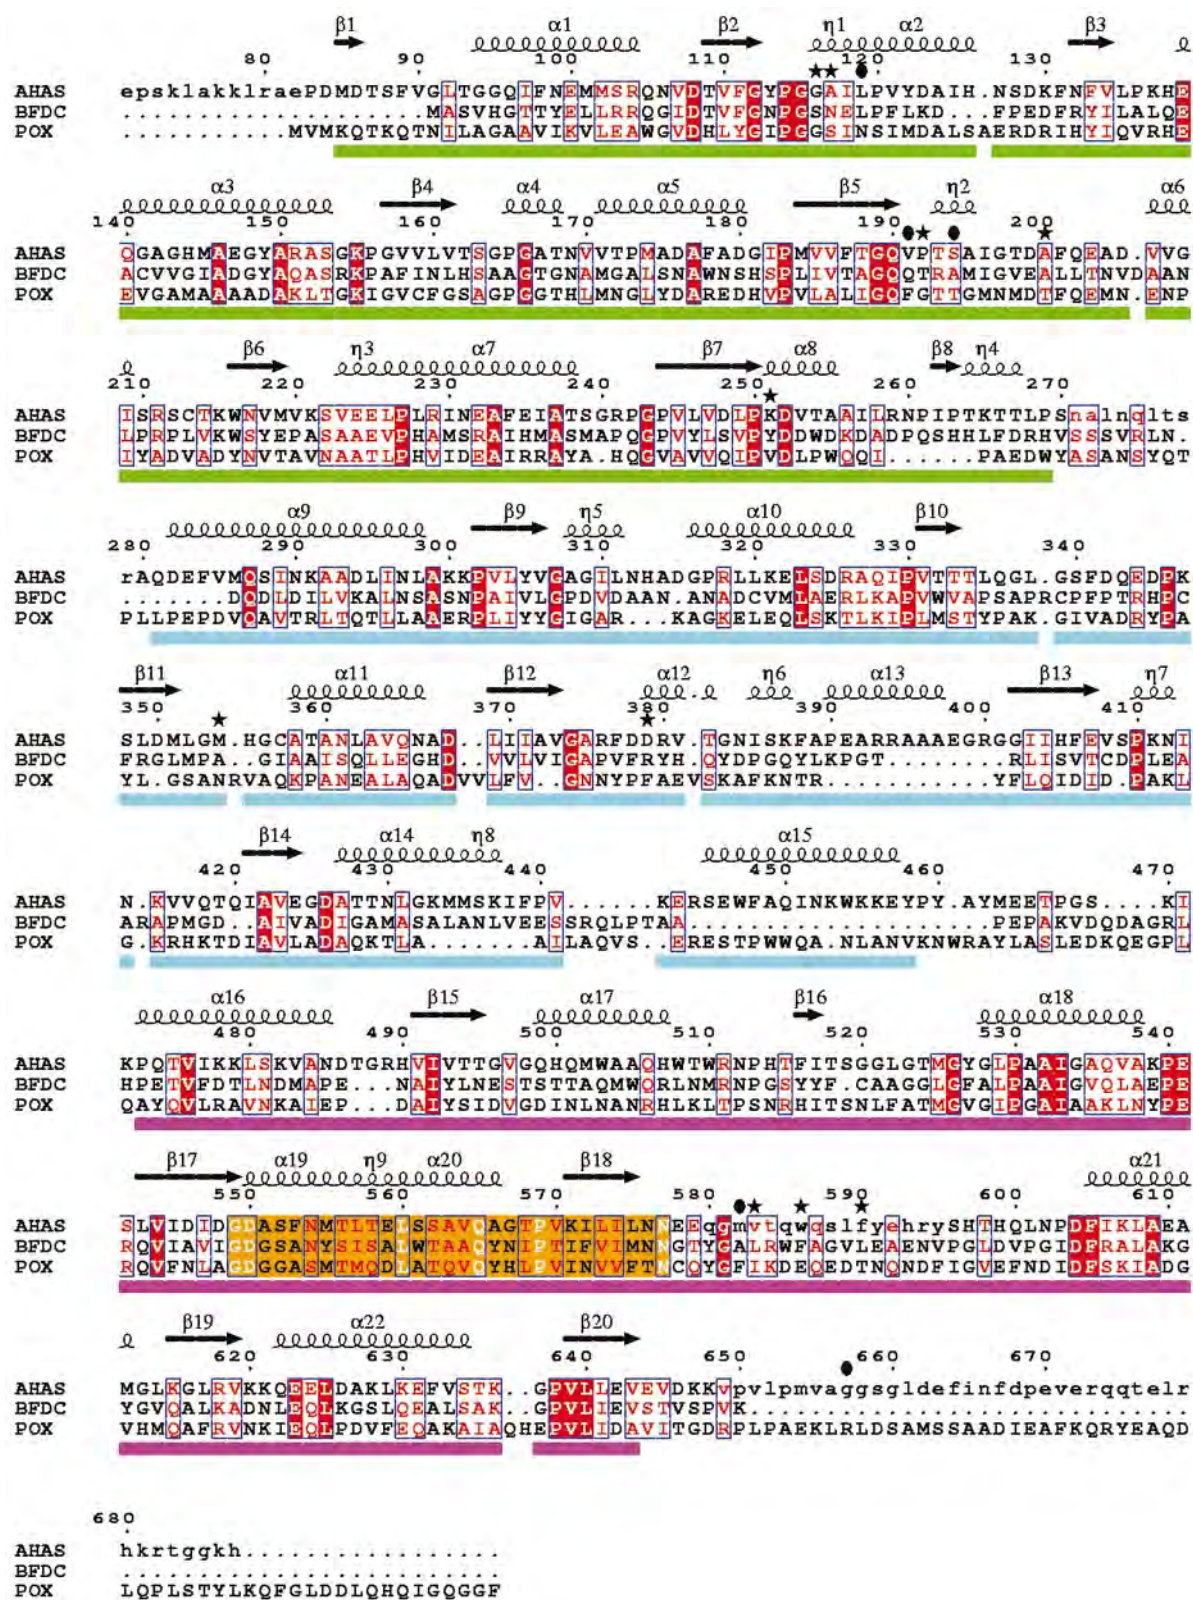 β1 α1 β2 η1 α2 β3
80 90 100 110 120 130
AHAS epsklakklraePDMDTSFVGLTGGQIFNEMMSRQNVDTVFGYPGGAILPVYDAIH.NSDKFNFVLPKHE
BFDC ....................MASVHGTTYELLRRQGIDTVFGNPGSNELPFLKD...FPEDFRYILALQE
POX ...........MVMKQTKQTNILAGAAVIKVLEAWGVDHLYGIPGGSINSIMDALSAERDRIHYIQVRHE
α3 β4 α4 α5 β5 η2 α6
140 150 160 170 180 190 200
AHAS QGAGHMAEGYARASGKPGVVLVTSGPGATNVVTPMADAFADGIPMVVFTGQVPTSAIGTDAFQEAD.VVG
BFDC ACVVGIADGYAQASRKPAFINLHSAAGTGNAMGALSNAWNSHSPLIVTAGQQTRAMIGVEALLTNVDAAN
POX EVGAMAAAADAKLTGKIGVCFGSAGPGGTHLMNGLYDAREDHVPVLALIGQFGTTGMNMDTFQEMN.ENP
β6 η3 α7 β7 α8 β8 η4
210 220 230 240 250 260 270
AHAS ISRSCTKWNVMVKSVEELPLRINEAFEIATSGRPGPVLVDLPKDVTAAILRNPIPTKTTLPSnalnqlts
BFDC LPRPLVKWSYEPASAAEVPHAMSRAIHMASMAPQGPVYLSVPYDDWDKDADPQSHHLFDRHVSSSVRLN.
POX IYADVADYNVTAVNAATLPHVIDEAIRRAYA.HQGVAVVQIPVDLPWQQI......PAEDWYASANSYQT
α9 β9 η5 α10 β10
280 290 300 310 320 330 340
AHAS rAQDEFVMQSINKAADLINLAKKPVLYVGAGILNHADGPRLLKELSDRAQIPVTTTLQGL.GSFDQEDPK
BFDC ........DQDLDILVKALNSASNPAIVLGPDVDAAN.ANADCVMLAERLKAPVWVAPSAPRCPFPTRHPC
POX PLLPEPDVQAVTRLTQTLLAAERPLIYYGIGAR...KAGKELEQLSKTLKIPLMSTYPAK.GIVADRYPA
β11 α11 β12 α12 η6 α13 β13 η7
350 360 370 380 390 400 410
AHAS SLDMLGM.HGCATANLAVQNAD..LIIAVGARFDDRV.TGNISKFAPEARRAAAEGRGGIIHFEVSPKNI
BFDC FRGLMPA.GIAAISQLLEGHD..VVLVIGAPVFRYH.QYDPGQYLKPGT........RLISVTCDPLEA
POX YL.GSANRVAQKPANEALAQADVVLFV..GNNYPFAEVSKAFKNTR...........YFLQIDID.PAKL
β14 α14 η8 α15
420 430 440 450 460 470
AHAS N.KVVQTQIAVEGDATTNLGKMMSKIFPV......KERSEWFAQINKWKKEYPY.AYMEETPGS....KI
BFDC ARAPMGD..AIVADIGAMASALANLVEESSRQLPTAA....................PEPAKVDQDAGRL
POX G.KRHKTDIAVLADAQKTLA.......AILAQVS..ERESTPWWQA.NLANVKNWRAYLASLEDKQEGPL
α16 β15 α17 β16 α18
480 490 500 510 520 530 540
AHAS KPQTVIKKLSKVANDTGRHVIVTTGVGQHQMWAAQHWTWRNPHTFITSGGLGTMGYGLPAAIGAQVAKPE
BFDC HPETVFDTLNDMAPE...NAIYLNESTSTTAQMWQRLNMRNPGSYYF.CAAGGLGFALPAAIGVQLAEPE
POX QAYQVLRAVNKAIEP...DAIYSIDVGDINLNANRHLKLTPSNRHITSNLFATMGVGIPGAIAAKLNYPE
β17 α19 η9 α20 β18 α21
550 560 570 580 590 600 610
AHAS SLVIDIDGDASFNMTLTELSSAVQAGTPVKILILNNEEQgmvtqwqslfyehrySHTHQLNPDFIKLAEA
BFDC RQVIAVIGDGSANYSISALWTAAQYNIPTIFVIMNNGTYGALRWFAGVLEAENVPGLDVPGIDFRALAKG
POX RQVFNLAGDGGASMTMQDLATQVQYHLPVINVVFTNCQYGFIKDEQEDTNQNDFIGVEFNDIDFSKIADG
β19 α22 β20
620 630 640 650 660 670
AHAS MGLKGLRVKKQEELDAKLKEFVSTK..GPVLLEVEVDKKVpvlpmvaggsgldefinfdpeverqqtelr
BFDC YGVQALKADNLEQLKGSLQEALSAK..GPVLIEVSTVSPVK.............................
POX VHMQAFRVNKIEQLPDVFEQAKAIAQHEPVLIDAVITGDRPLPAEKLRLDSAMSSAADIEAFKQRYEAQD
680
AHAS hkrtggkh.................
BFDC .........................
POX LQPLSTYLKQFGLDDLQHQIGQGGF